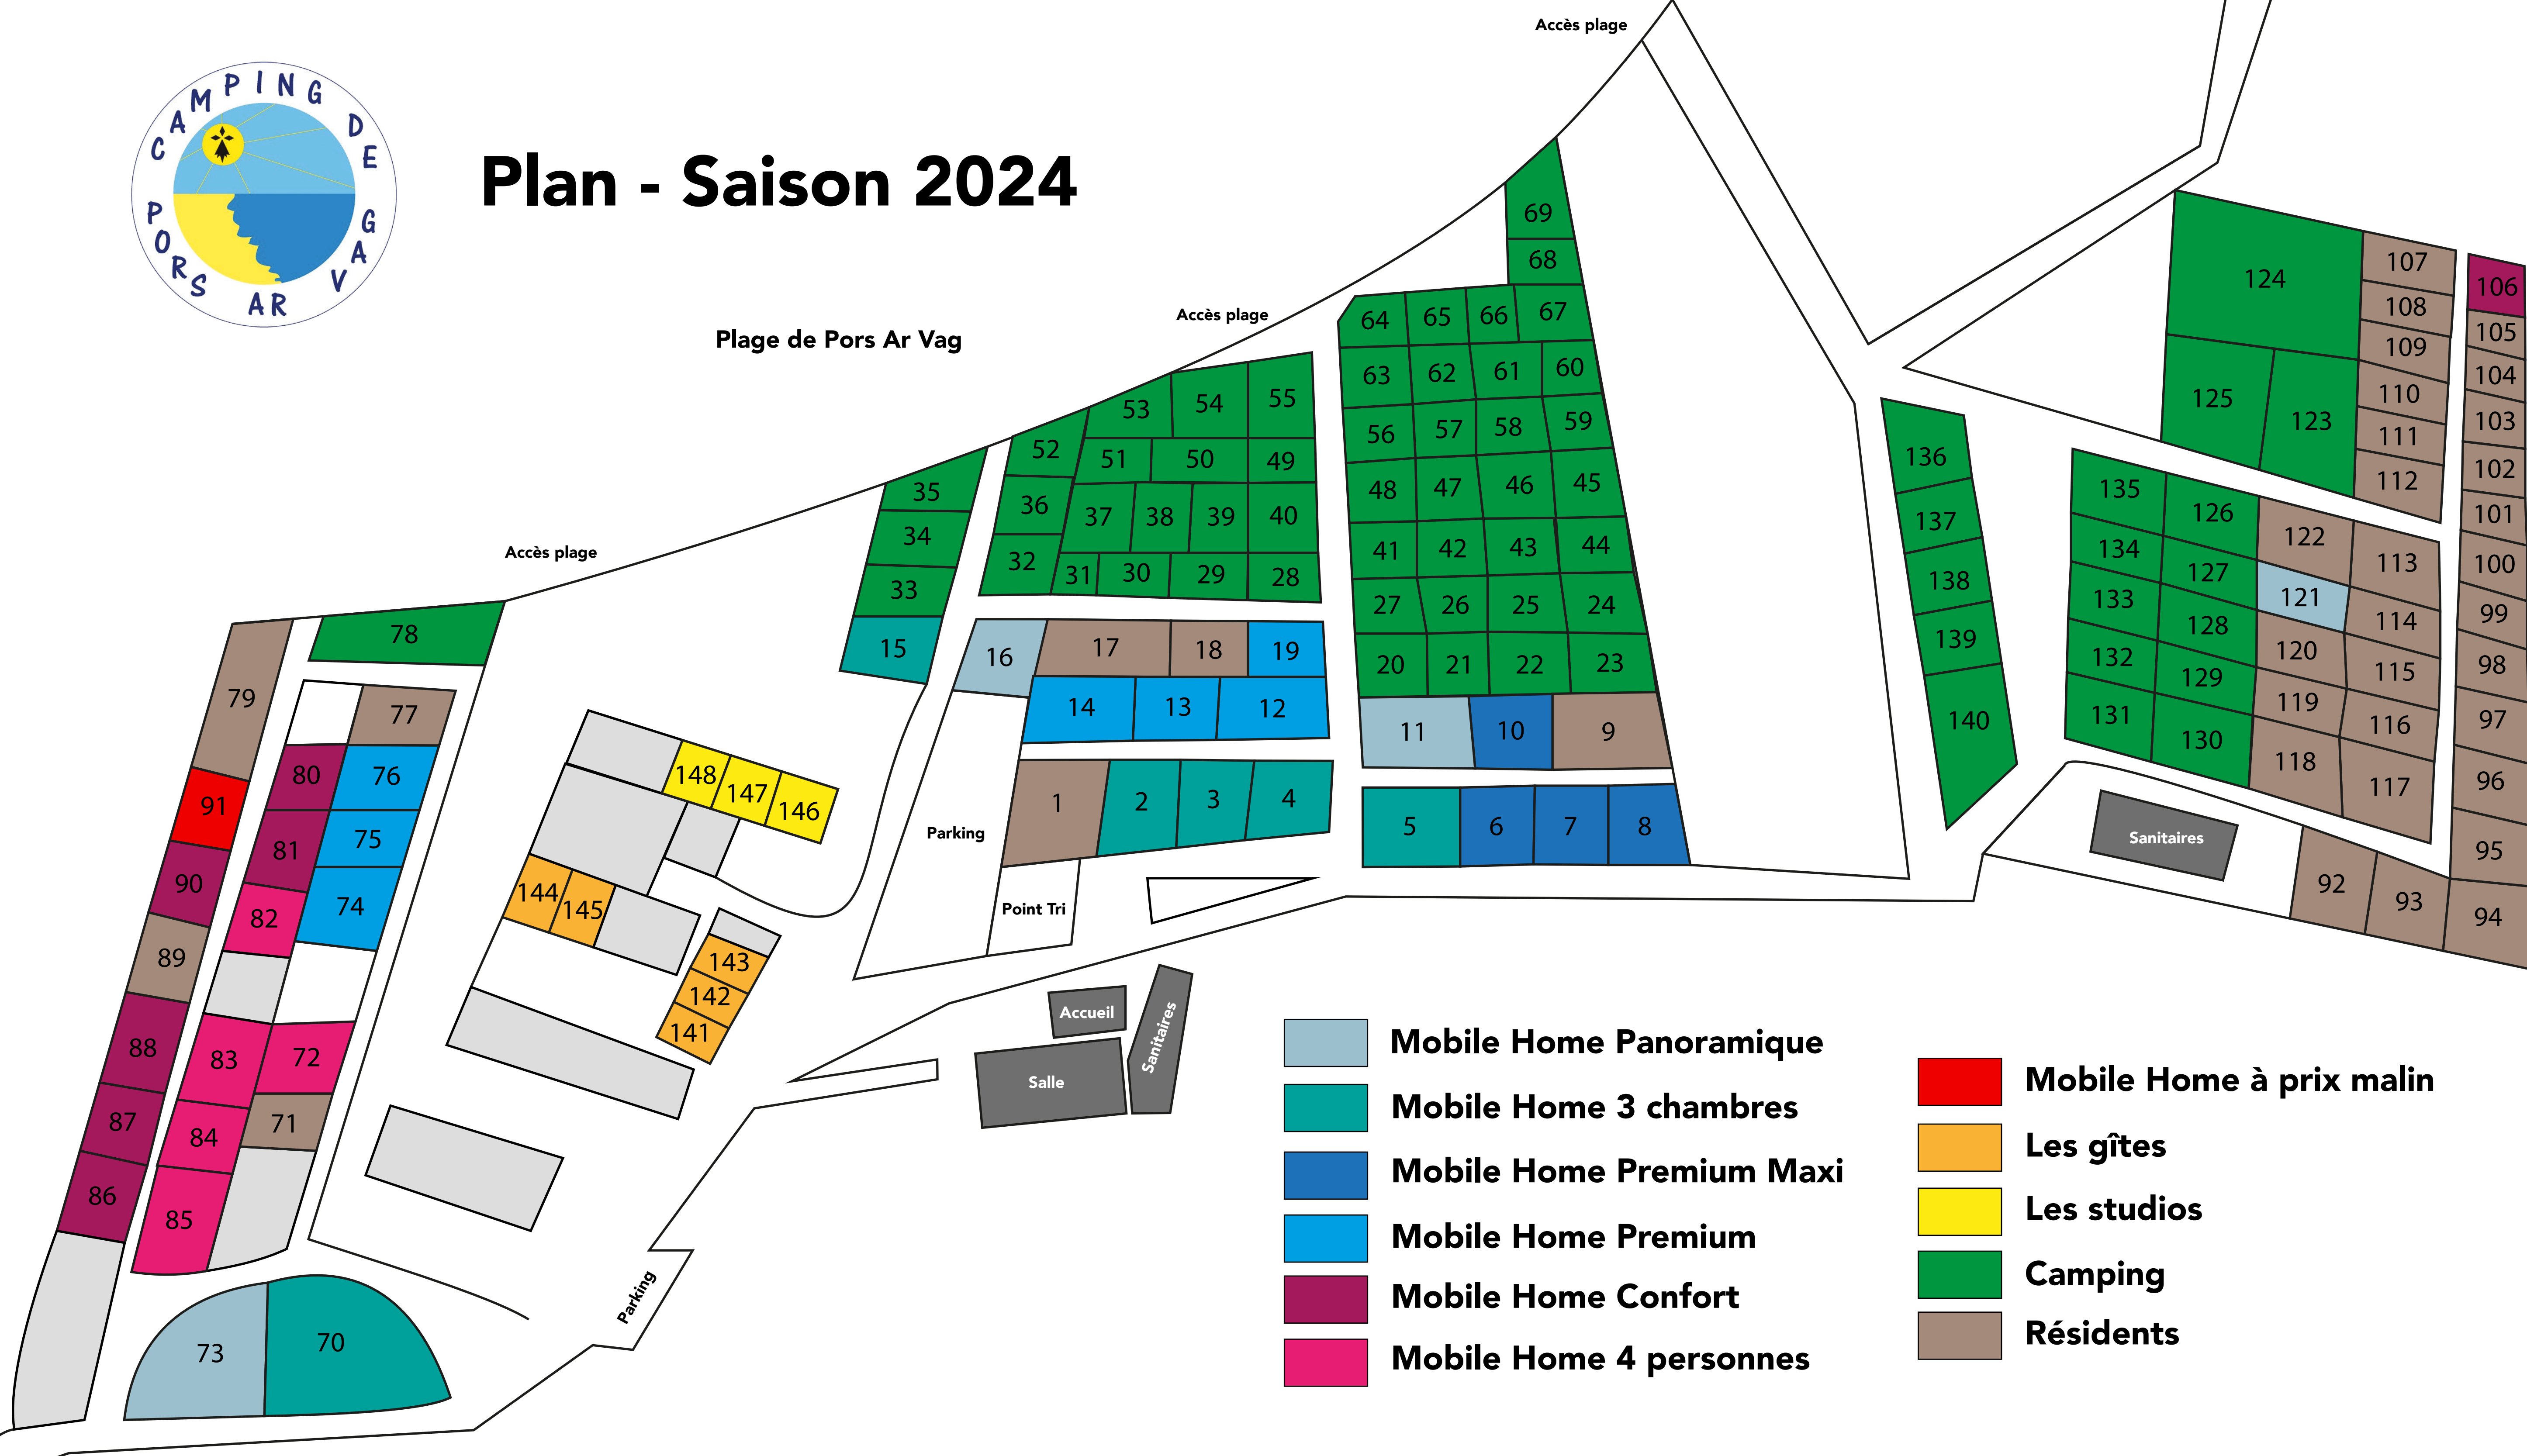 CAMPING DE GAVRA SROP
Plan - Saison 2024
Plage de Pors Ar Vag
Accès plage
Accès plage
Accès plage
69
68
64 65 66 67
63 62 61 60
56 57 58 59
48 47 46 45
41 42 43 44
27 26 25 24
20 21 22 23
11 10 9
5 6 7 8
53 54 55
52 51 50 49
36 37 38 39 40
32 31 30 29 28
35
34
33
15
16 17 18 19
14 13 12
1 2 3 4
Parking
Point Tri
124
125 123
107
108
109
110
111
112
106
105
104
103
102
101
100
99
98
97
96
95
94
93
92
136
137
138
139
140
135 126 122 113
134 127 121 114
133 128 120 115
132 129 119 116
131 130 118 117
Sanitaires
78
79
77
91
80 76
90
81 75
82 74
89
88
83 72
87
84 71
86
85
73 70
148 147 146
144 145
143
142
141
Accueil
Salle
Sanitaires
Parking
Mobile Home Panoramique
Mobile Home 3 chambres
Mobile Home Premium Maxi
Mobile Home Premium
Mobile Home Confort
Mobile Home 4 personnes
Mobile Home à prix malin
Les gîtes
Les studios
Camping
Résidents